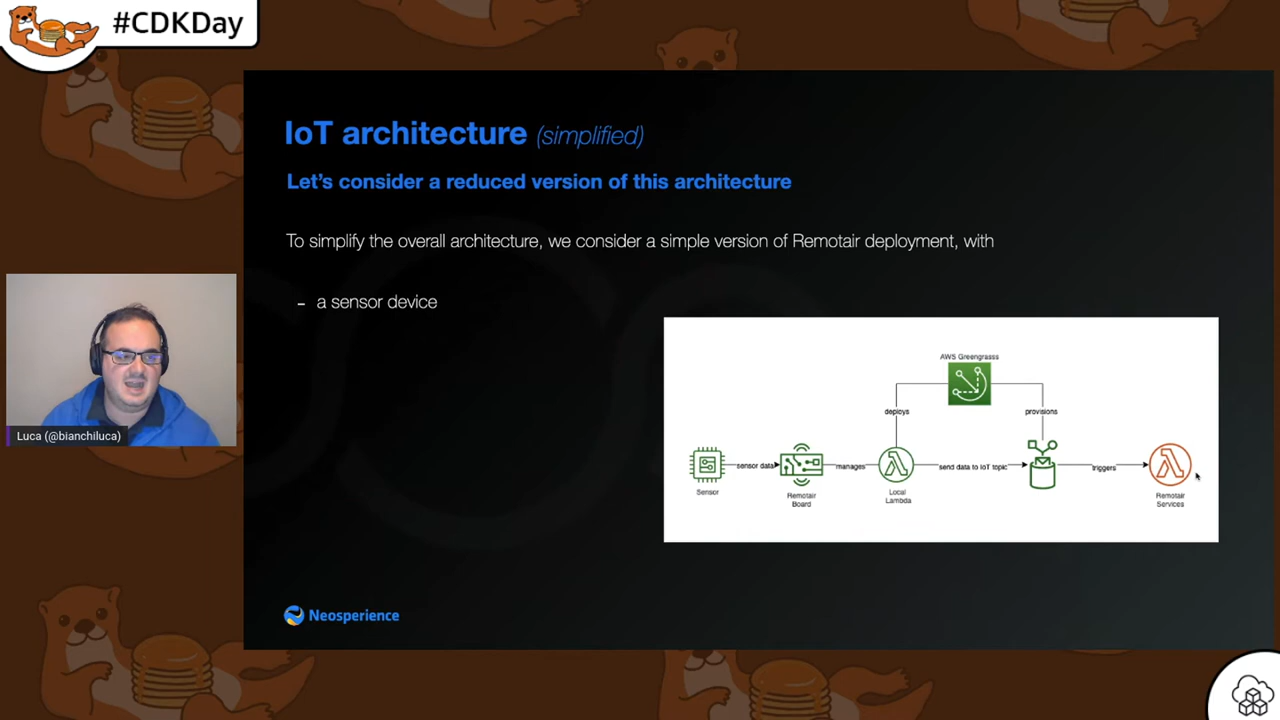 #CDKDay
IoT architecture (simplified)
Let's consider a reduced version of this architecture
To simplify the overall architecture, we consider a simple version of Remotair deployment, with
- a sensor device
AWS Greengrasss
deploys
provisions
sensor data
manages
send data to IoT topic
triggers
Sensor
Remotair
Board
Local
Lambda
Remotair
Services
Luca (@bianchiluca)
Neosperience